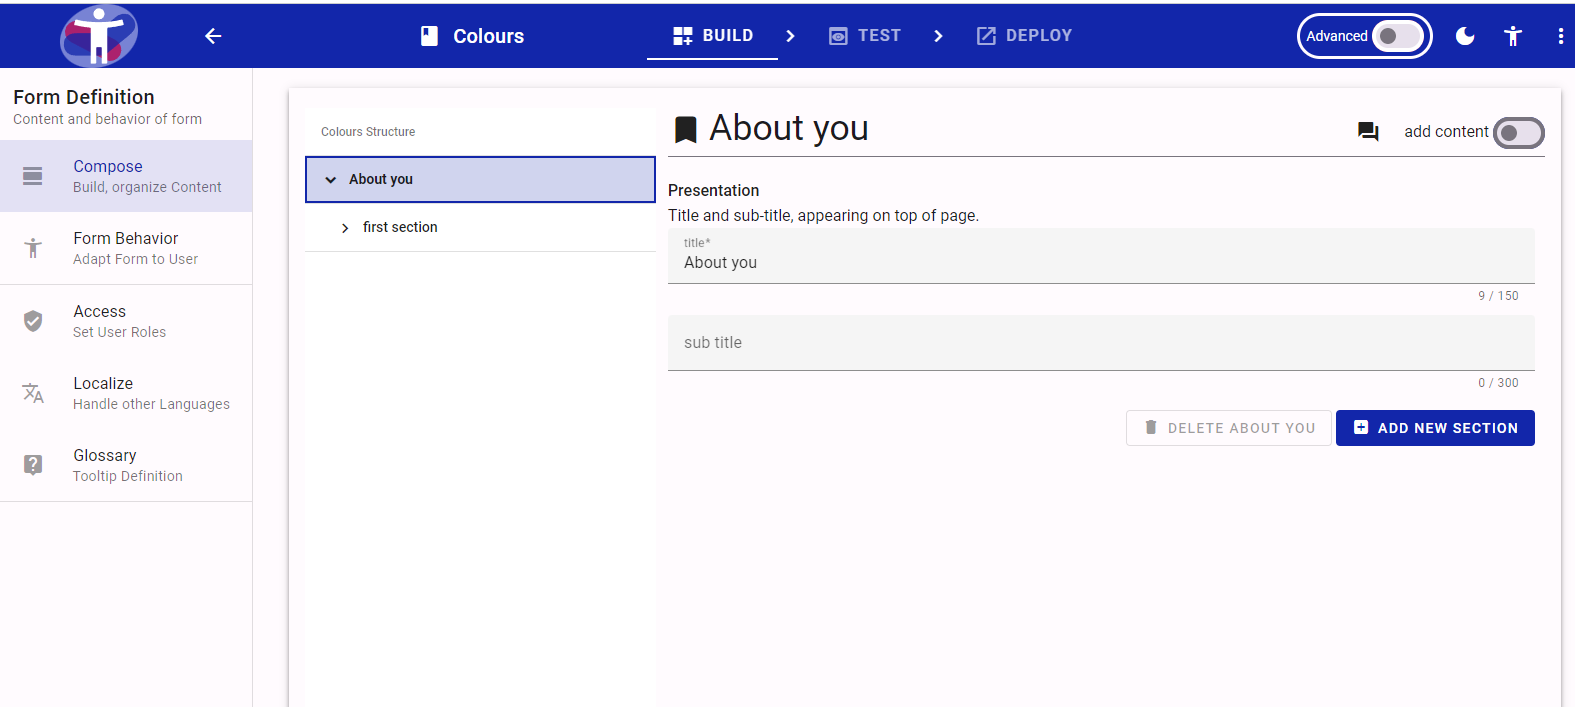 Colours
BUILD
TEST
DEPLOY
Advanced
Form Definition
Content and behavior of form
Compose
Build, organize Content
Form Behavior
Adapt Form to User
Access
Set User Roles
Localize
Handle other Languages
Glossary
Tooltip Definition
Colours Structure
About you
first section
About you
add content
Presentation
Title and sub-title, appearing on top of page.
title*
About you
9 / 150
sub title
0 / 300
DELETE ABOUT YOU
ADD NEW SECTION